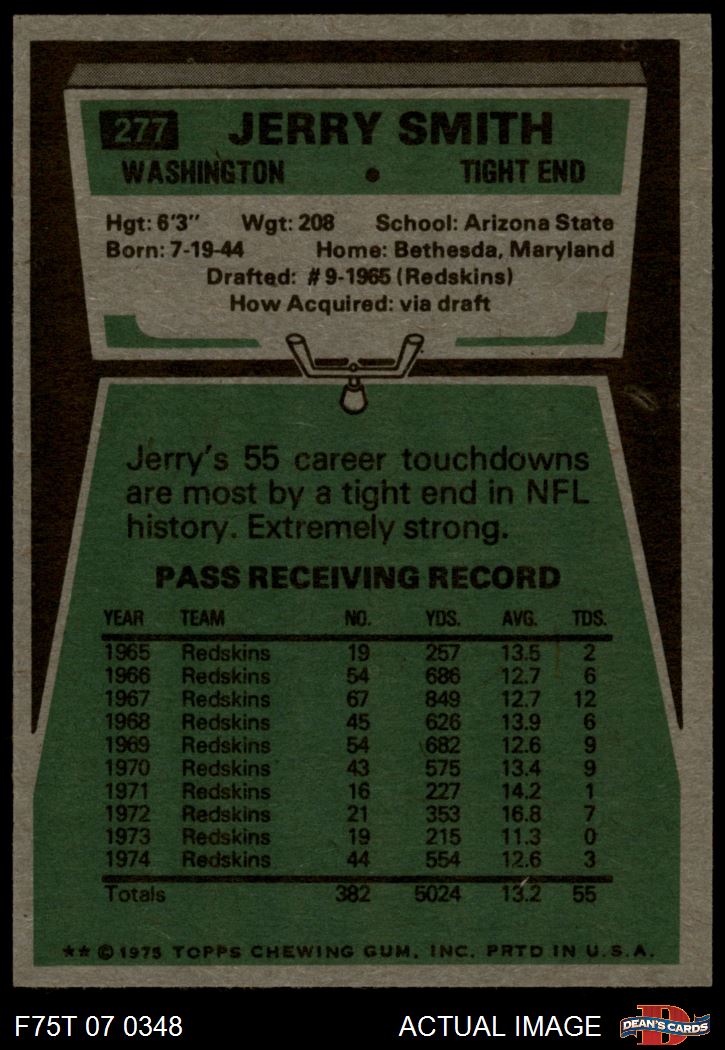 277 JERRY SMITH
WASHINGTON • TIGHT END
Hgt: 6'3" Wgt: 208 School: Arizona State
Born: 7-19-44 Home: Bethesda, Maryland
Drafted: #9-1965 (Redskins)
How Acquired: via draft
Jerry's 55 career touchdowns
are most by a tight end in NFL
history. Extremely strong.
PASS RECEIVING RECORD
YEAR TEAM NO. YDS. AVG. TDS.
1965 Redskins 19 257 13.5 2
1966 Redskins 54 686 12.7 6
1967 Redskins 67 849 12.7 12
1968 Redskins 45 626 13.9 6
1969 Redskins 54 682 12.6 9
1970 Redskins 43 575 13.4 9
1971 Redskins 16 227 14.2 1
1972 Redskins 21 353 16.8 7
1973 Redskins 19 215 11.3 0
1974 Redskins 44 554 12.6 3
Totals 382 5024 13.2 55
★★ © 1975 TOPPS CHEWING GUM, INC. PRTD IN U.S.A.
F75T 07 0348 ACTUAL IMAGE D DEAN'S CARDS